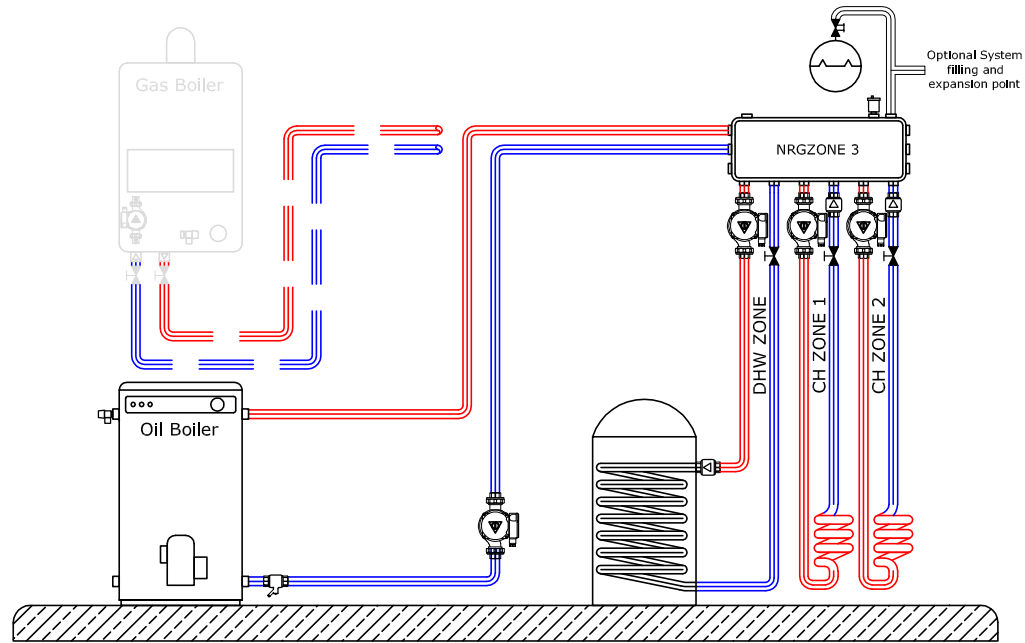 Gas Boiler
Optional System
filling and
expansion point
NRGZONE 3
DHW ZONE
CH ZONE 1
CH ZONE 2
Oil Boiler